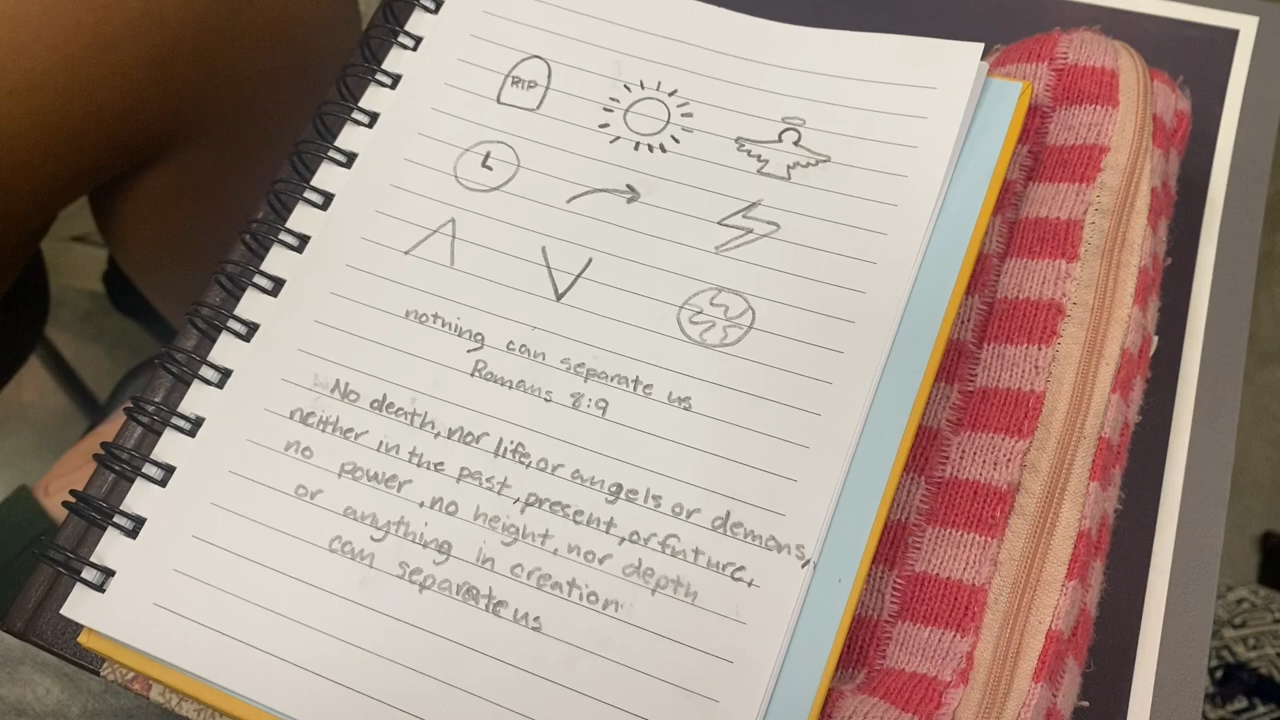 RIP
nothing can separate us
Romans 8:9
No death, nor life, or angels or demons,
neither in the past, present, or future,
no power, no height, nor depth
or anything in creation
can separate us